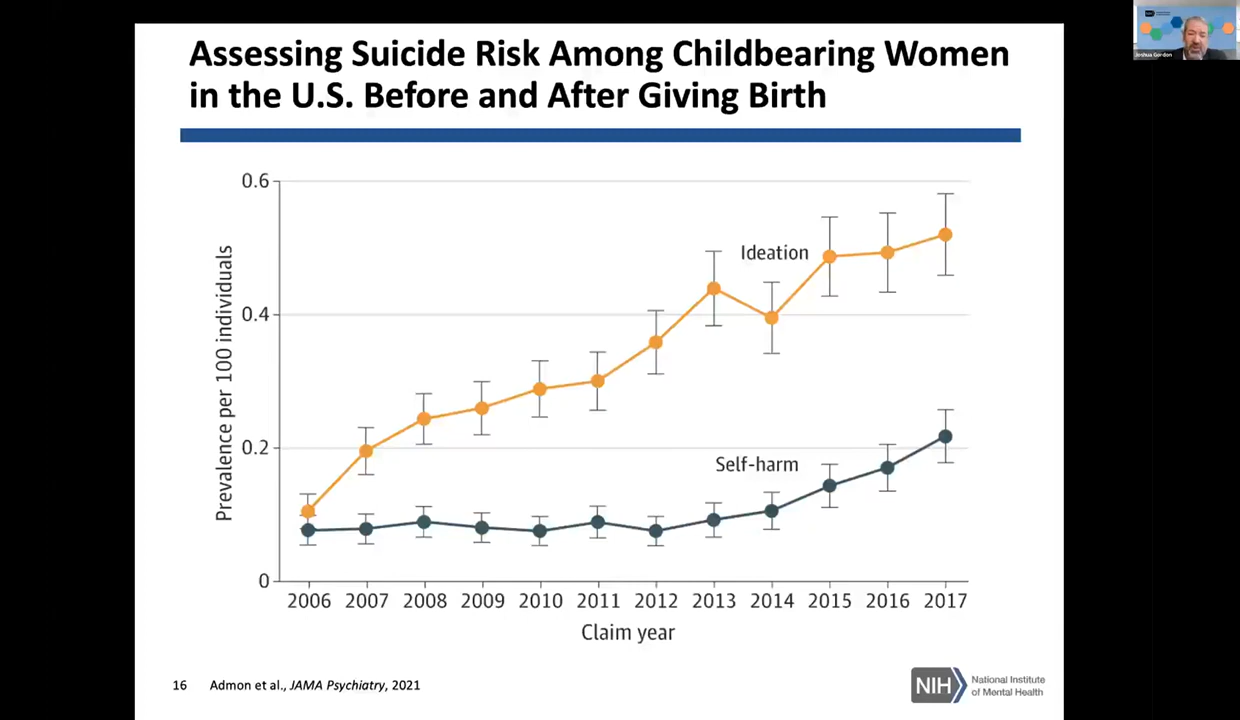 Assessing Suicide Risk Among Childbearing Women
in the U.S. Before and After Giving Birth
0.6
0.4
0.2
0
Prevalence per 100 individuals
Ideation
Self-harm
2006 2007 2008 2009 2010 2011 2012 2013 2014 2015 2016 2017
Claim year
16 Admon et al., JAMA Psychiatry, 2021
NIH National Institute
of Mental Health
NIH
Joshua Gordon